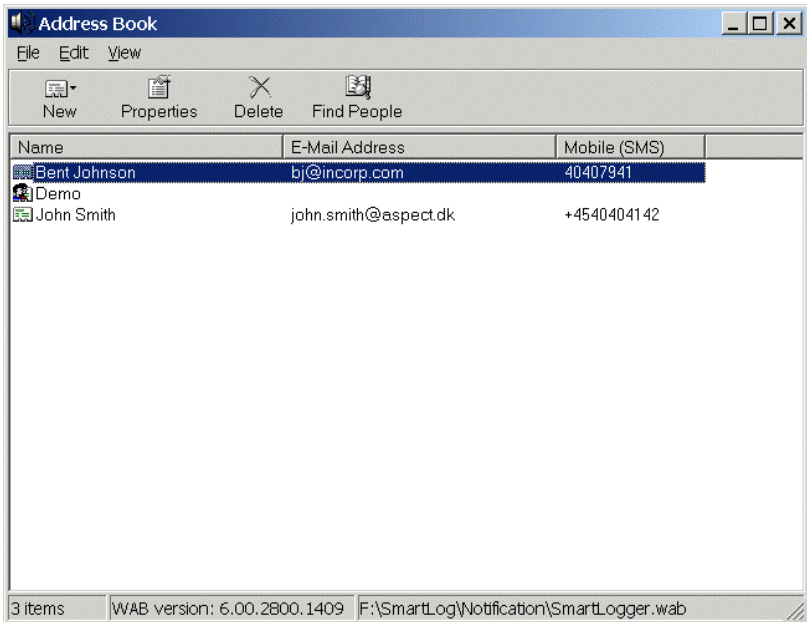 Address Book
File Edit View
New Properties Delete Find People
Name E-Mail Address Mobile (SMS)
Bent Johnson bj@incorp.com 40407941
Demo
John Smith john.smith@aspect.dk +4540404142
3 items WAB version: 6.00.2800.1409 F:\SmartLog\Notification\SmartLogger.wab